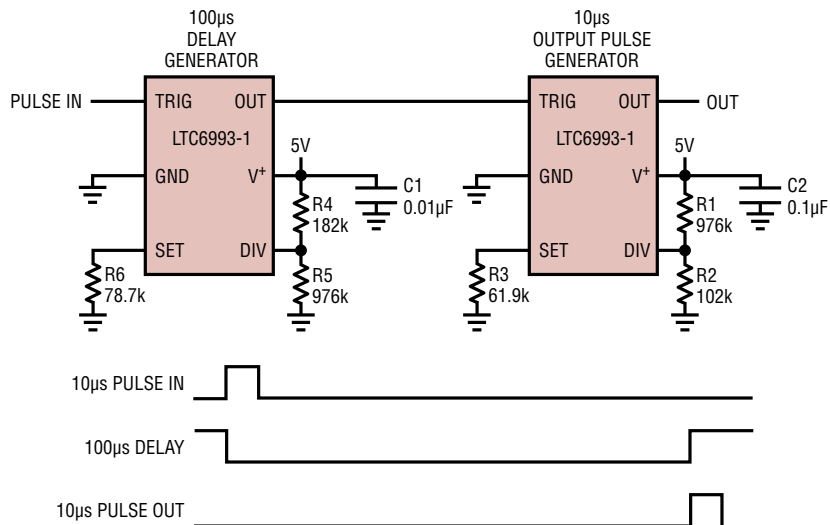 100µs
DELAY
GENERATOR
10µs
OUTPUT PULSE
GENERATOR
PULSE IN
TRIG OUT
LTC6993-1
GND V+
SET DIV
5V
R4
182k
R5
976k
C1
0.01µF
R6
78.7k
TRIG OUT
OUT
LTC6993-1
GND V+
SET DIV
5V
R1
976k
R2
102k
C2
0.1µF
R3
61.9k
10µs PULSE IN
100µs DELAY
10µs PULSE OUT